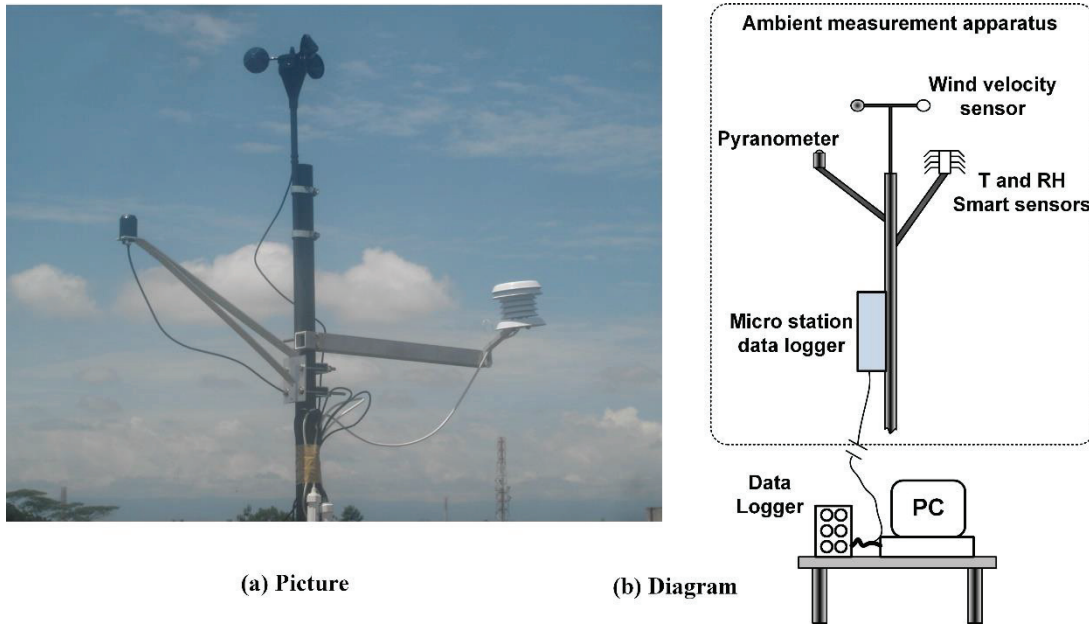 Ambient measurement apparatus
Wind velocity
sensor
Pyranometer
T and RH
Smart sensors
Micro station
data logger
Data
Logger
PC
(a) Picture
(b) Diagram